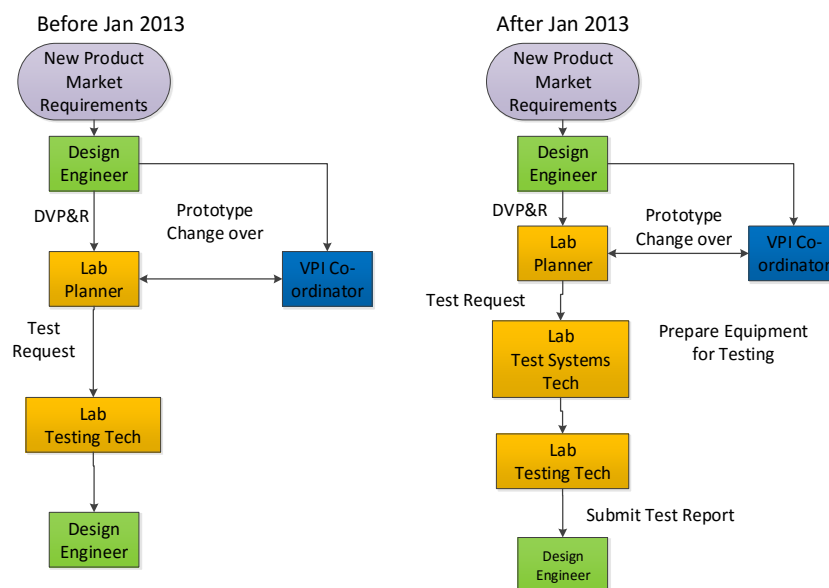 Before Jan 2013
New Product
Market
Requirements
Design
Engineer
DVP&R
Prototype
Change over
Lab
Planner
VPI Co-
ordinator
Test
Request
Lab
Testing Tech
Design
Engineer
After Jan 2013
New Product
Market
Requirements
Design
Engineer
DVP&R
Prototype
Change over
Lab
Planner
VPI Co-
ordinator
Test Request
Lab
Test Systems
Tech
Prepare Equipment
for Testing
Lab
Testing Tech
Submit Test Report
Design
Engineer